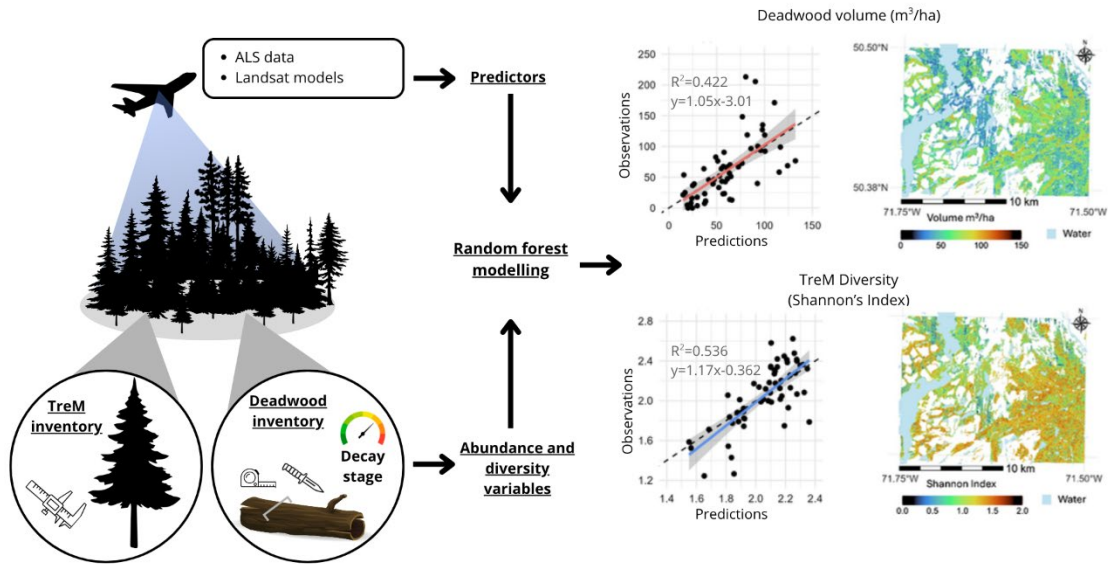 • ALS data
• Landsat models
Predictors
Random forest
modelling
TreM
inventory
Deadwood
inventory
Decay
stage
Abundance and
diversity
variables
Deadwood volume (m³/ha)
Observations
250
200
150
100
50
0
R²=0.422
y=1.05x-3.01
0 50 100 150
Predictions
50.50°N
50.38°N
N
71.75°W 71.50°W
10 km
Volume m³/ha
Water
0 50 100 150
TreM Diversity
(Shannon's Index)
Observations
2.8
2.4
2.0
1.6
1.2
R²=0.536
y=1.17x-0.362
1.4 1.6 1.8 2.0 2.2 2.4
Predictions
N
71.75°W 71.50°W
10 km
Shannon Index
Water
0.0 0.5 1.0 1.5 2.0